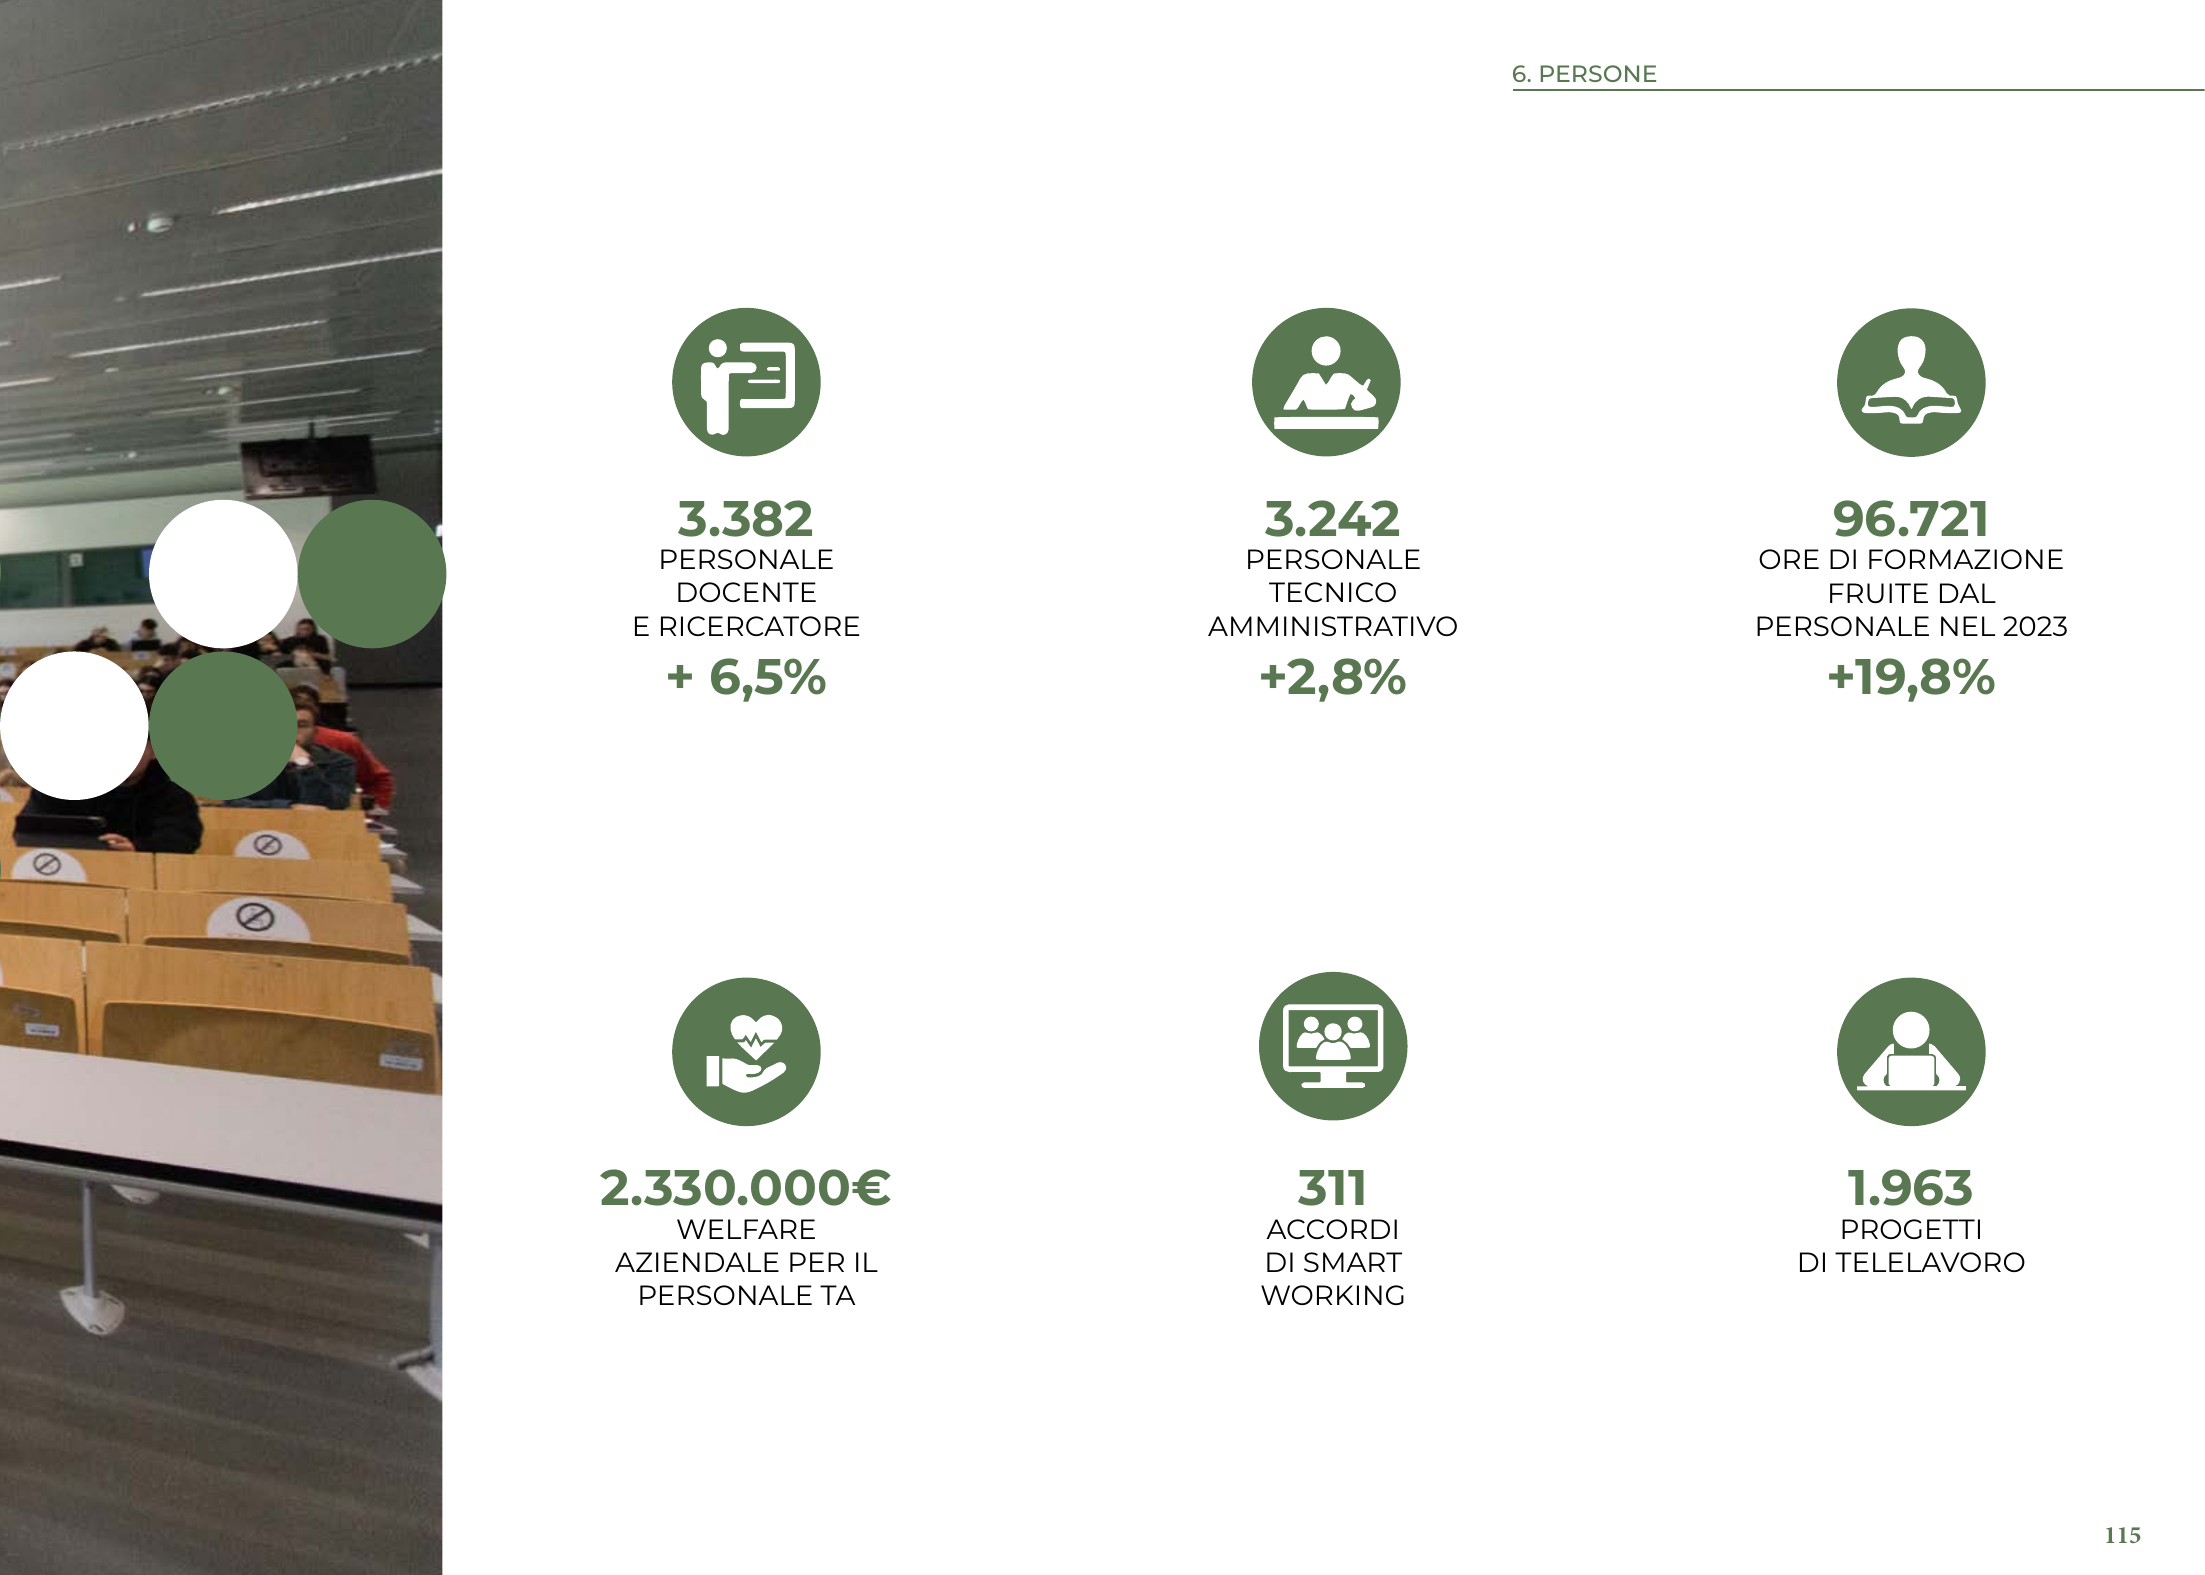 6. PERSONE
3.382
PERSONALE
DOCENTE
E RICERCATORE
+ 6,5%
3.242
PERSONALE
TECNICO
AMMINISTRATIVO
+2,8%
96.721
ORE DI FORMAZIONE
FRUITE DAL
PERSONALE NEL 2023
+19,8%
2.330.000€
WELFARE
AZIENDALE PER IL
PERSONALE TA
311
ACCORDI
DI SMART
WORKING
1.963
PROGETTI
DI TELELAVORO
115